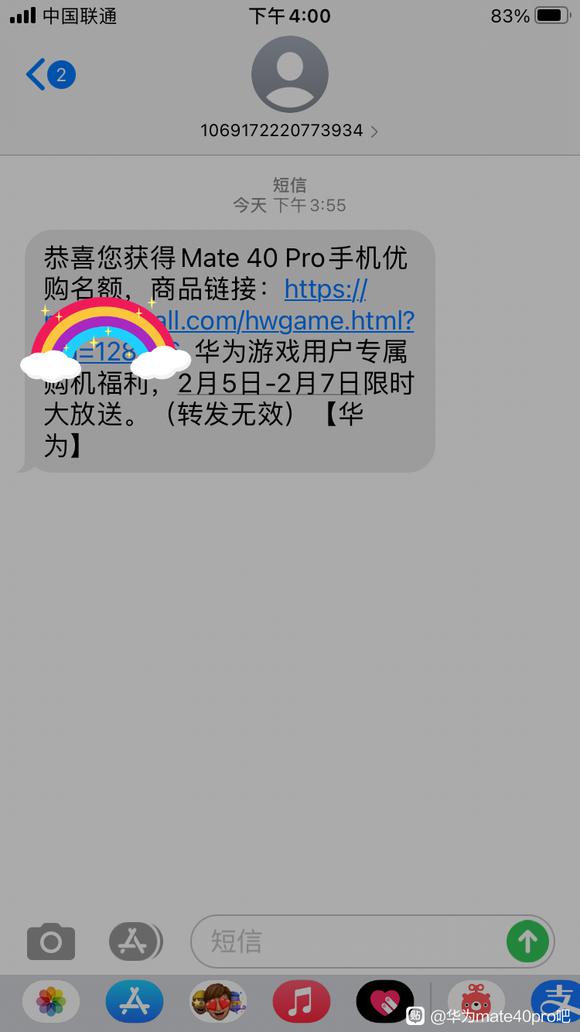 中国联通
下午4:00
83%
2
1069172220773934
短信
今天 下午3:55
恭喜您获得Mate 40 Pro手机优
购名额，商品链接：https://
all.com/hwgame.html?
=128 华为游戏用户专属
购机福利，2月5日-2月7日限时
大放送。（转发无效）【华
为】
短信
支
贴 @华为mate40pro吧